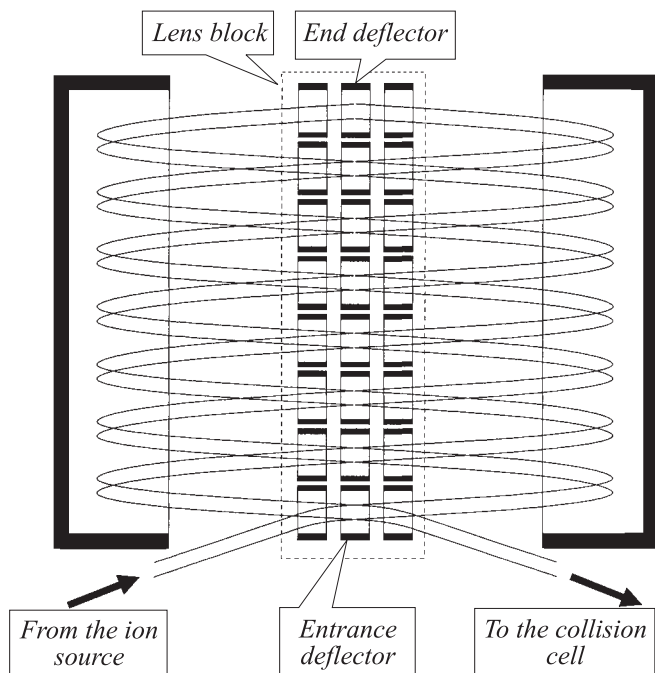 Lens block
End deflector
From the ion
source
Entrance
deflector
To the collision
cell